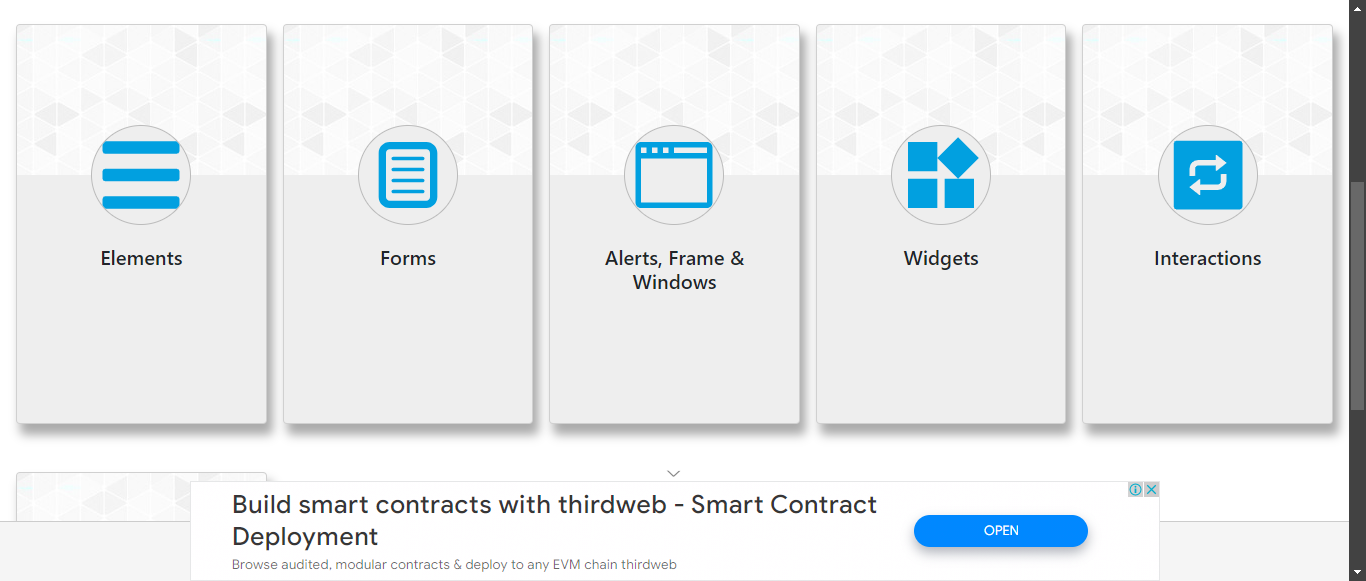 Elements
Forms
Alerts, Frame &
Windows
Widgets
Interactions
Build smart contracts with thirdweb - Smart Contract
Deployment
Browse audited, modular contracts & deploy to any EVM chain thirdweb
OPEN